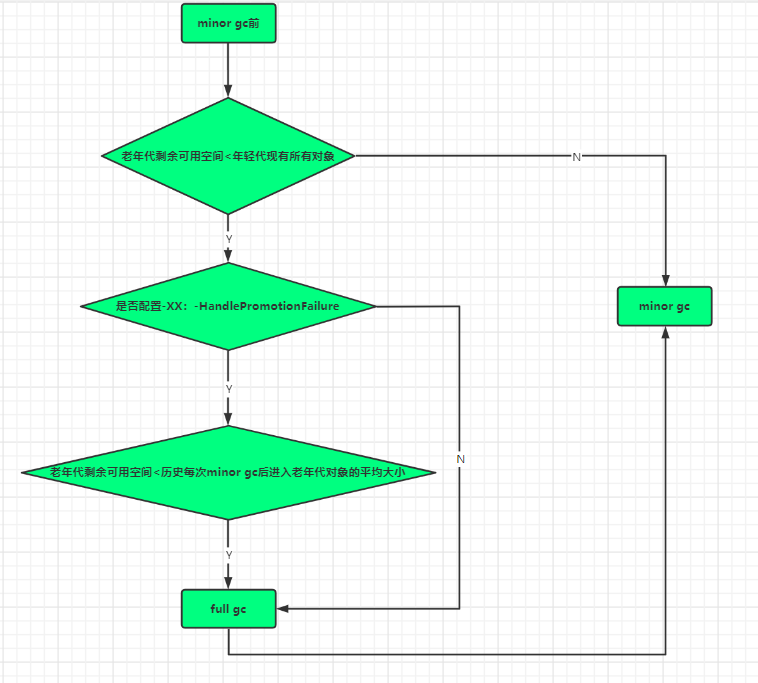 minor gc前
老年代剩余可用空间<年轻代现有所有对象
N
Y
是否配置-XX：-HandlePromotionFailure
minor gc
Y
N
老年代剩余可用空间<历史每次minor gc后进入老年代对象的平均大小
Y
full gc